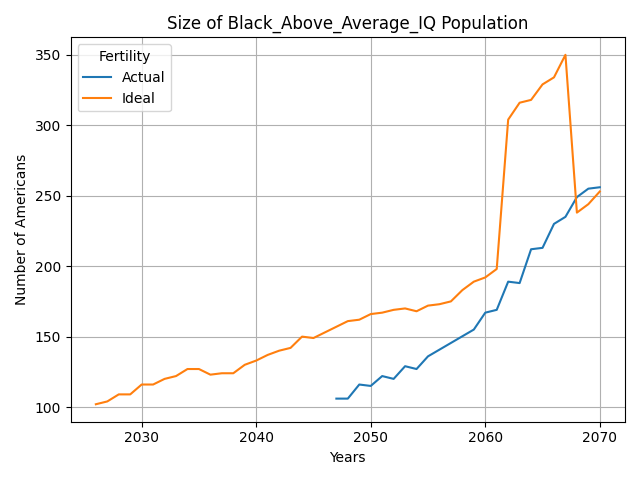 Size of Black_Above_Average_IQ Population
Fertility
Actual
Ideal
350
300
250
200
150
100
Number of Americans
2030
2040
2050
2060
2070
Years